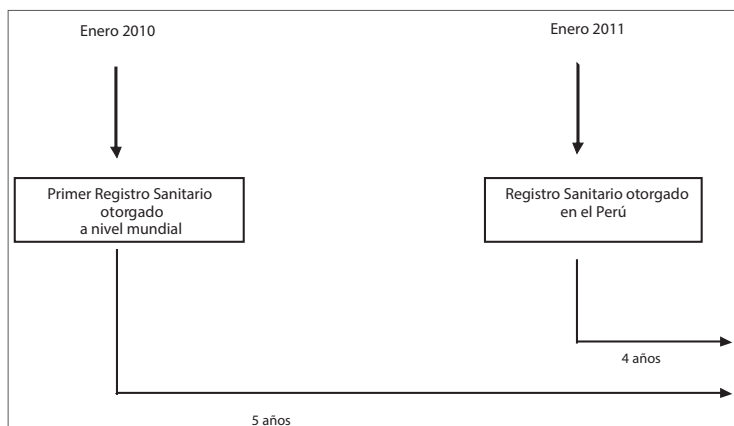 Enero 2010
Enero 2011
Primer Registro Sanitario
otorgado
a nivel mundial
Registro Sanitario otorgado
en el Perú
4 años
5 años